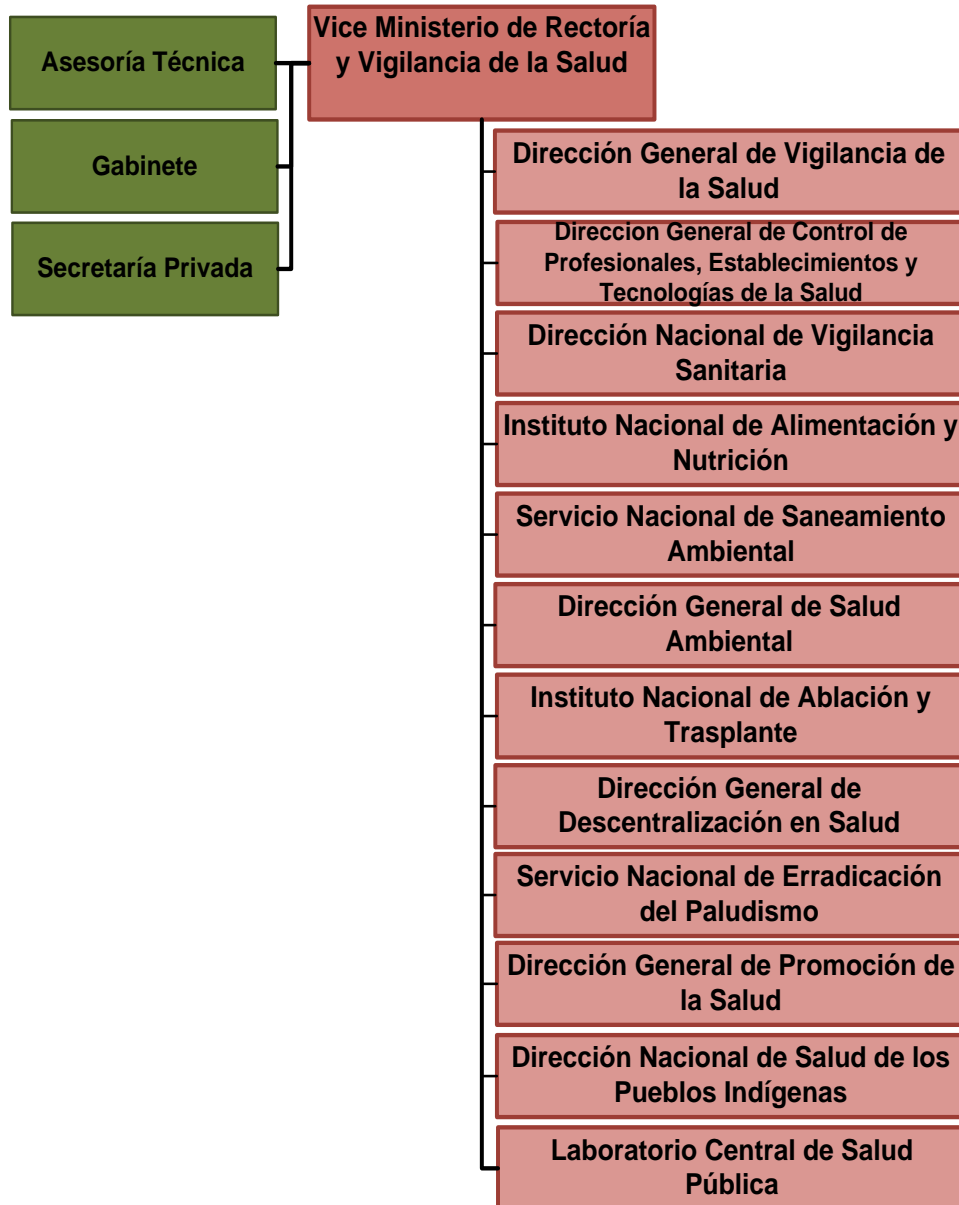 Vice Ministerio de Rectoría
y Vigilancia de la Salud
Asesoría Técnica
Gabinete
Secretaría Privada
Dirección General de Vigilancia de
la Salud
Direccion General de Control de
Profesionales, Establecimientos y
Tecnologías de la Salud
Dirección Nacional de Vigilancia
Sanitaria
Instituto Nacional de Alimentación y
Nutrición
Servicio Nacional de Saneamiento
Ambiental
Dirección General de Salud
Ambiental
Instituto Nacional de Ablación y
Trasplante
Dirección General de
Descentralización en Salud
Servicio Nacional de Erradicación
del Paludismo
Dirección General de Promoción de
la Salud
Dirección Nacional de Salud de los
Pueblos Indígenas
Laboratorio Central de Salud
Pública